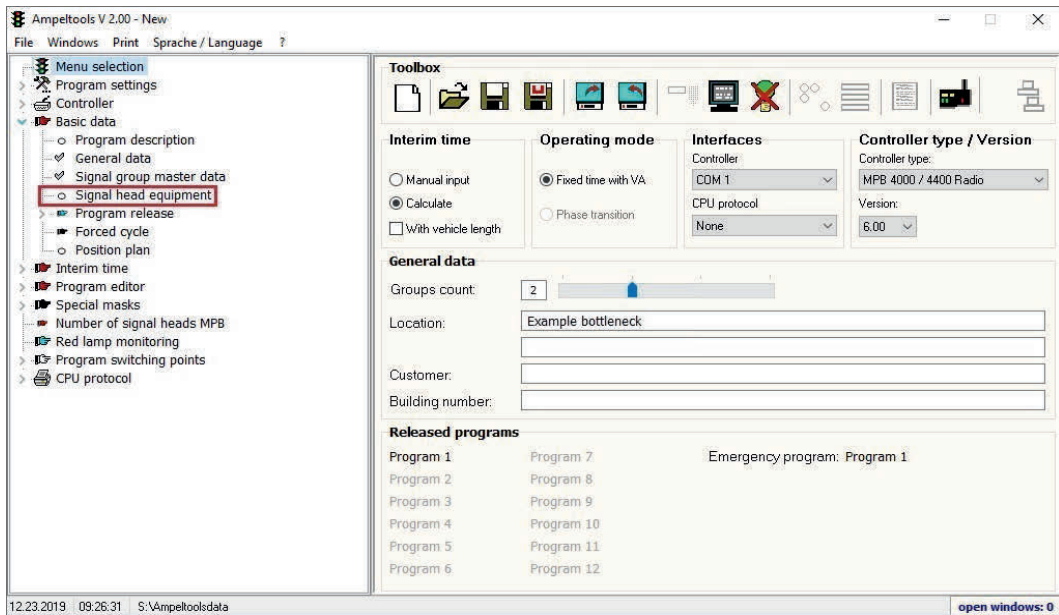 Ampeltools V 2.00 - New
File Windows Print Sprache / Language ?
Menu selection
Program settings
Controller
Basic data
Program description
General data
Signal group master data
Signal head equipment
Program release
Forced cycle
Position plan
Interim time
Program editor
Special masks
Number of signal heads MPB
Red lamp monitoring
Program switching points
CPU protocol
Toolbox
Interim time
Manual input
Calculate
With vehicle length
Operating mode
Fixed time with VA
Phase transition
Interfaces
Controller
COM 1
CPU protocol
None
Controller type / Version
Controller type:
MPB 4000 / 4400 Radio
Version:
6.00
General data
Groups count: 2
Location: Example bottleneck
Customer:
Building number:
Released programs
Program 1 Program 7 Emergency program: Program 1
Program 2 Program 8
Program 3 Program 9
Program 4 Program 10
Program 5 Program 11
Program 6 Program 12
12.23.2019 09:26:31 S:\Ampeltoolsdata open windows: 0